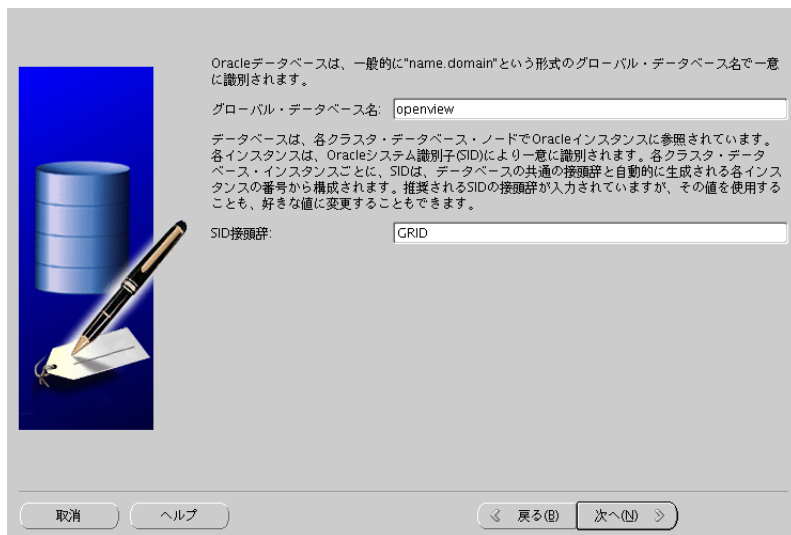 Oracleデータベースは、一般的に"name.domain"という形式のグローバル・データベース名で一意
に識別されます。
グローバル・データベース名: openview
データベースは、各クラスタ・データベース・ノードでOracleインスタンスに参照されています。
各インスタンスは、Oracleシステム識別子(SID)により一意に識別されます。各クラスタ・データ
ベース・インスタンスごとに、SIDは、データベースの共通の接頭辞と自動的に生成される各インス
タンスの番号から構成されます。推奨されるSIDの接頭辞が入力されていますが、その値を使用する
ことも、好きな値に変更することもできます。
SID接頭辞: GRID
取消 ヘルプ 戻る(B) 次へ(N)